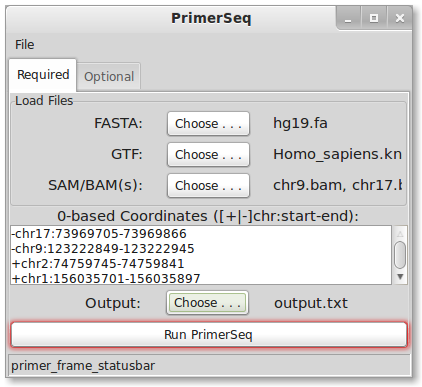 PrimerSeq
File
Required Optional
Load Files
FASTA: Choose . . . hg19.fa
GTF: Choose . . . Homo_sapiens.kn
SAM/BAM(s): Choose . . . chr9.bam, chr17.b
0-based Coordinates ([+|-]chr:start-end):
-chr17:73969705-73969866
-chr9:123222849-123222945
+chr2:74759745-74759841
+chr1:156035701-156035897
Output: Choose . . . output.txt
Run PrimerSeq
primer_frame_statusbar